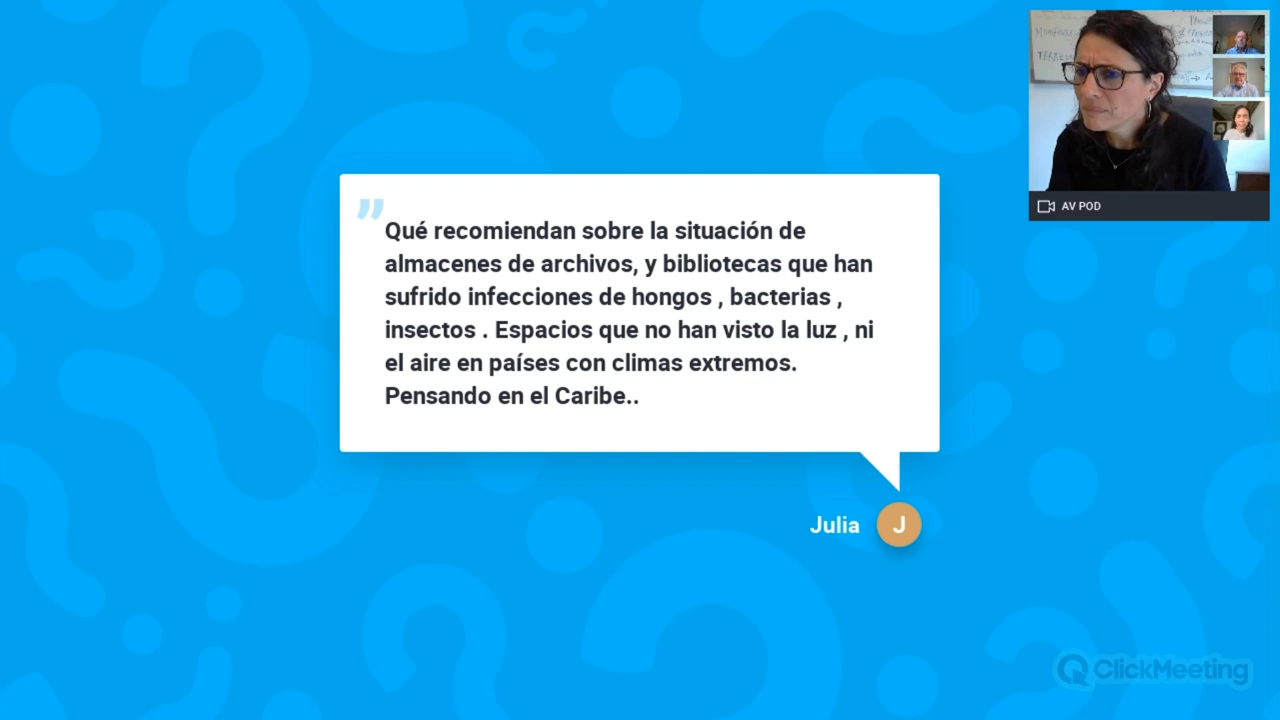 Qué recomiendan sobre la situación de
almacenes de archivos, y bibliotecas que han
sufrido infecciones de hongos , bacterias ,
insectos . Espacios que no han visto la luz , ni
el aire en países con climas extremos.
Pensando en el Caribe..
Julia
J
AV POD
ClickMeeting